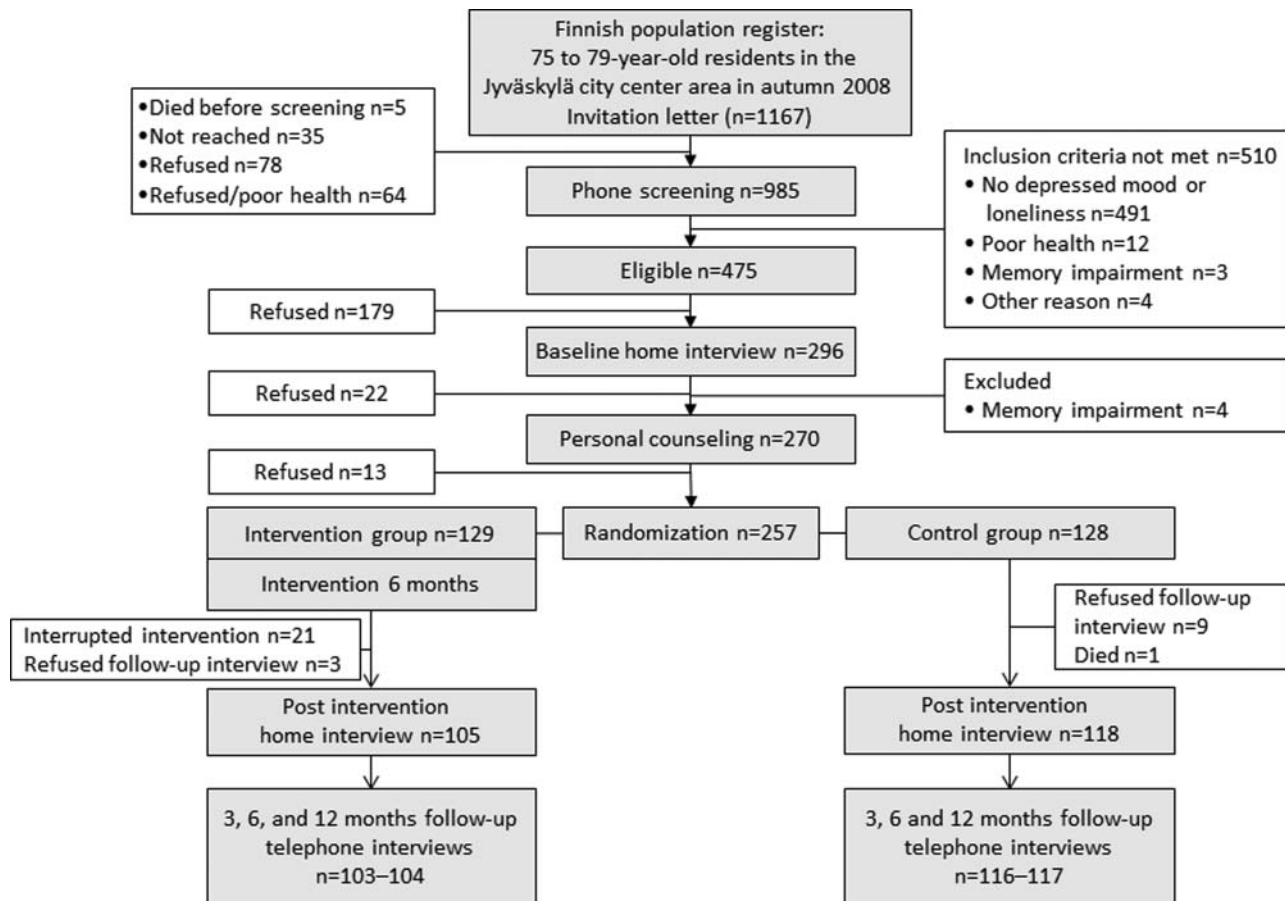 Finnish population register:
75 to 79-year-old residents in the
Jyväskylä city center area in autumn 2008
Invitation letter (n=1167)
•Died before screening n=5
•Not reached n=35
•Refused n=78
•Refused/poor health n=64
Phone screening n=985
Inclusion criteria not met n=510
• No depressed mood or
loneliness n=491
• Poor health n=12
• Memory impairment n=3
• Other reason n=4
Eligible n=475
Refused n=179
Baseline home interview n=296
Refused n=22
Excluded
• Memory impairment n=4
Personal counseling n=270
Refused n=13
Intervention group n=129
Randomization n=257
Control group n=128
Intervention 6 months
Interrupted intervention n=21
Refused follow-up interview n=3
Refused follow-up
interview n=9
Died n=1
Post intervention
home interview n=105
Post intervention
home interview n=118
3, 6, and 12 months follow-up
telephone interviews
n=103–104
3, 6 and 12 months follow-up
telephone interviews
n=116–117